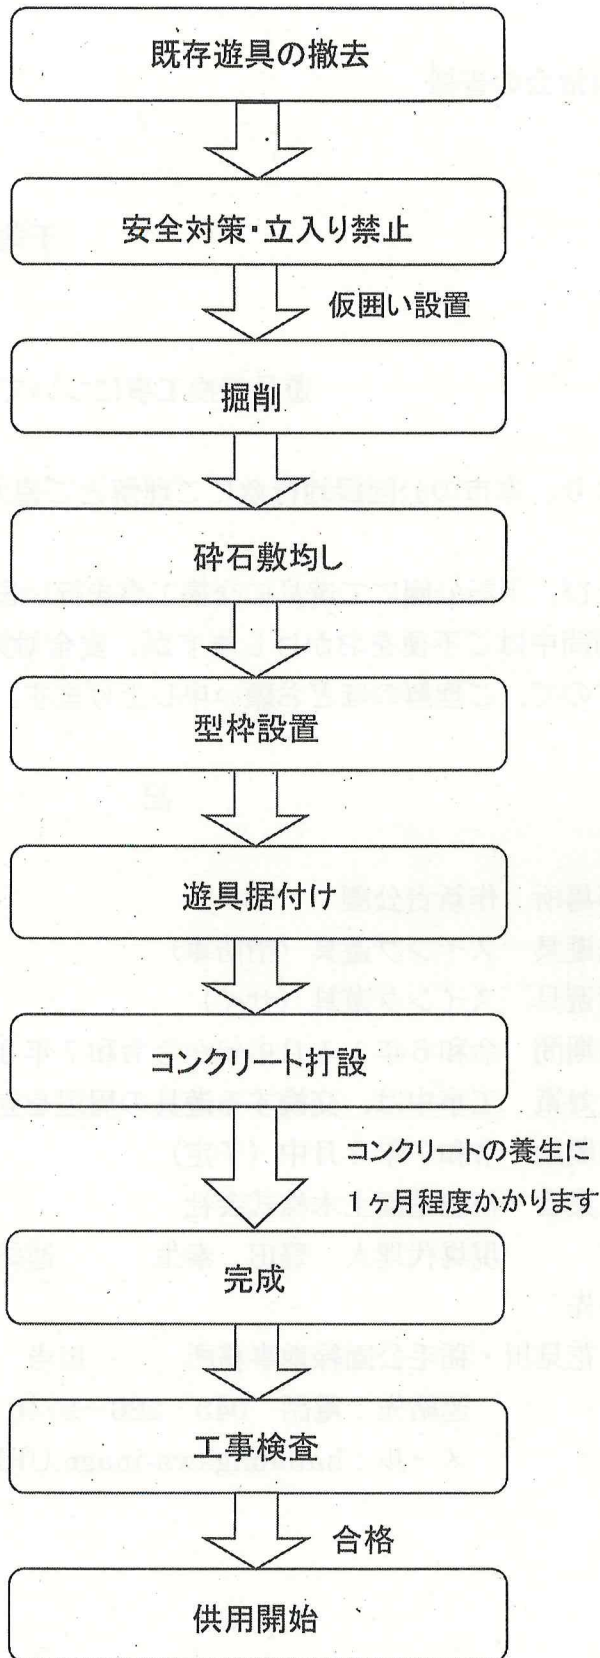 既存遊具の撤去
安全対策・立入り禁止
仮囲い設置
掘削
砕石敷均し
型枠設置
遊具据付け
コンクリート打設
コンクリートの養生に
1ヶ月程度かかります
完成
工事検査
合格
供用開始